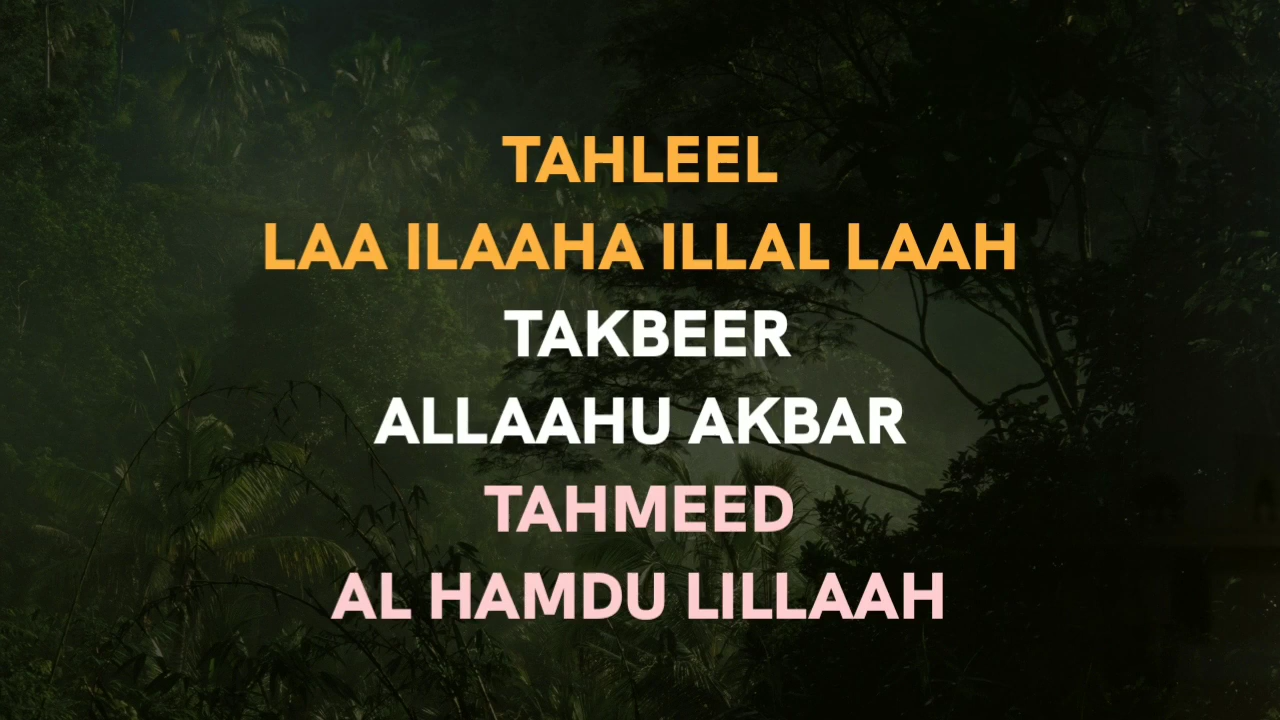 TAHLEEL
LAA ILAAHA ILLAL LAAH
TAKBEER
ALLAAHU AKBAR
TAHMEED
AL HAMDU LILLAAH